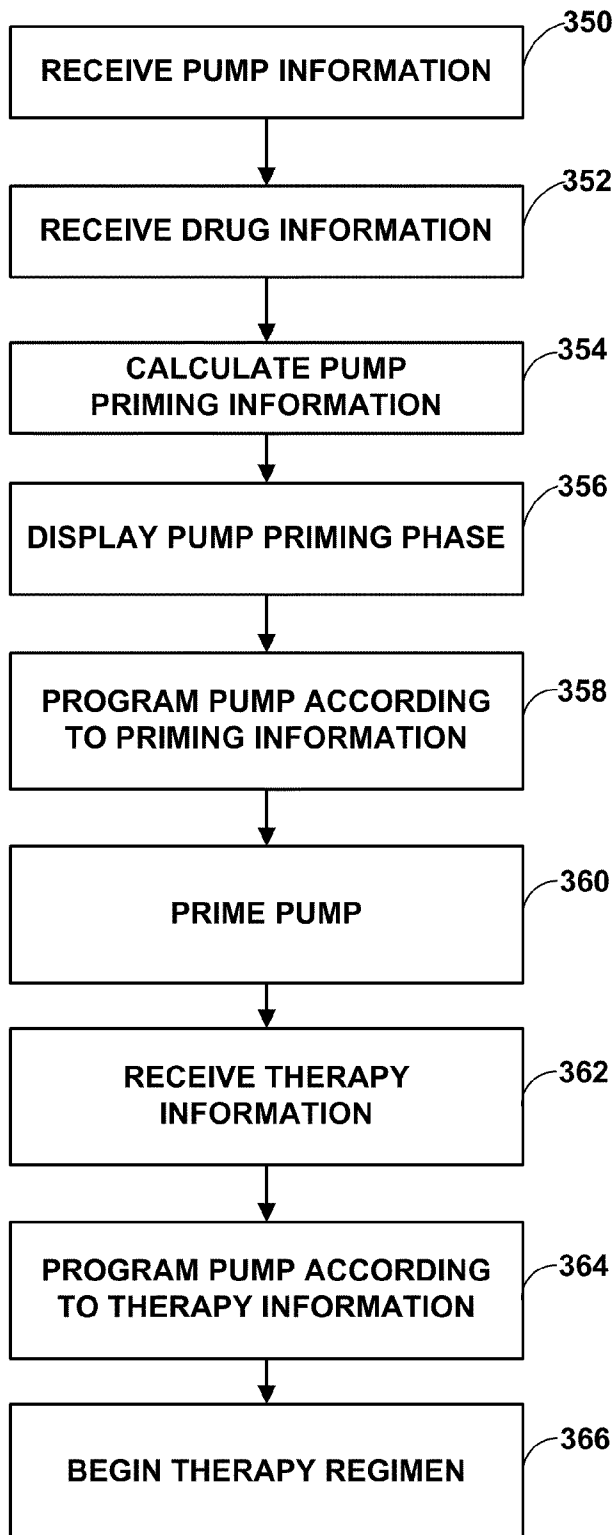 350
RECEIVE PUMP INFORMATION
352
RECEIVE DRUG INFORMATION
354
CALCULATE PUMP
PRIMING INFORMATION
356
DISPLAY PUMP PRIMING PHASE
358
PROGRAM PUMP ACCORDING
TO PRIMING INFORMATION
360
PRIME PUMP
362
RECEIVE THERAPY
INFORMATION
364
PROGRAM PUMP ACCORDING
TO THERAPY INFORMATION
366
BEGIN THERAPY REGIMEN